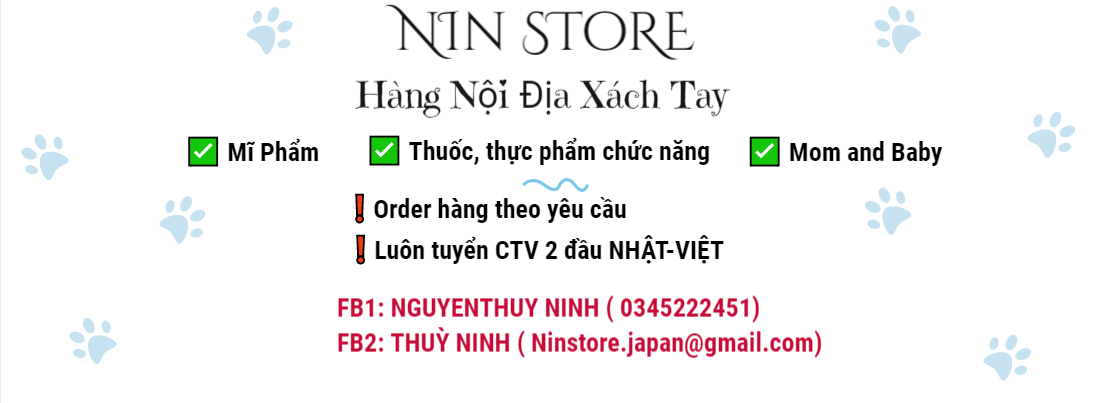 NIN STORE
Hàng Nội Địa Xách Tay
✅ Mĩ Phẩm ✅ Thuốc, thực phẩm chức năng ✅ Mom and Baby
❗ Order hàng theo yêu cầu
❗ Luôn tuyển CTV 2 đầu NHẬT-VIỆT
FB1: NGUYENTHUY NINH ( 0345222451)
FB2: THUỲ NINH ( Ninstore.japan@gmail.com)